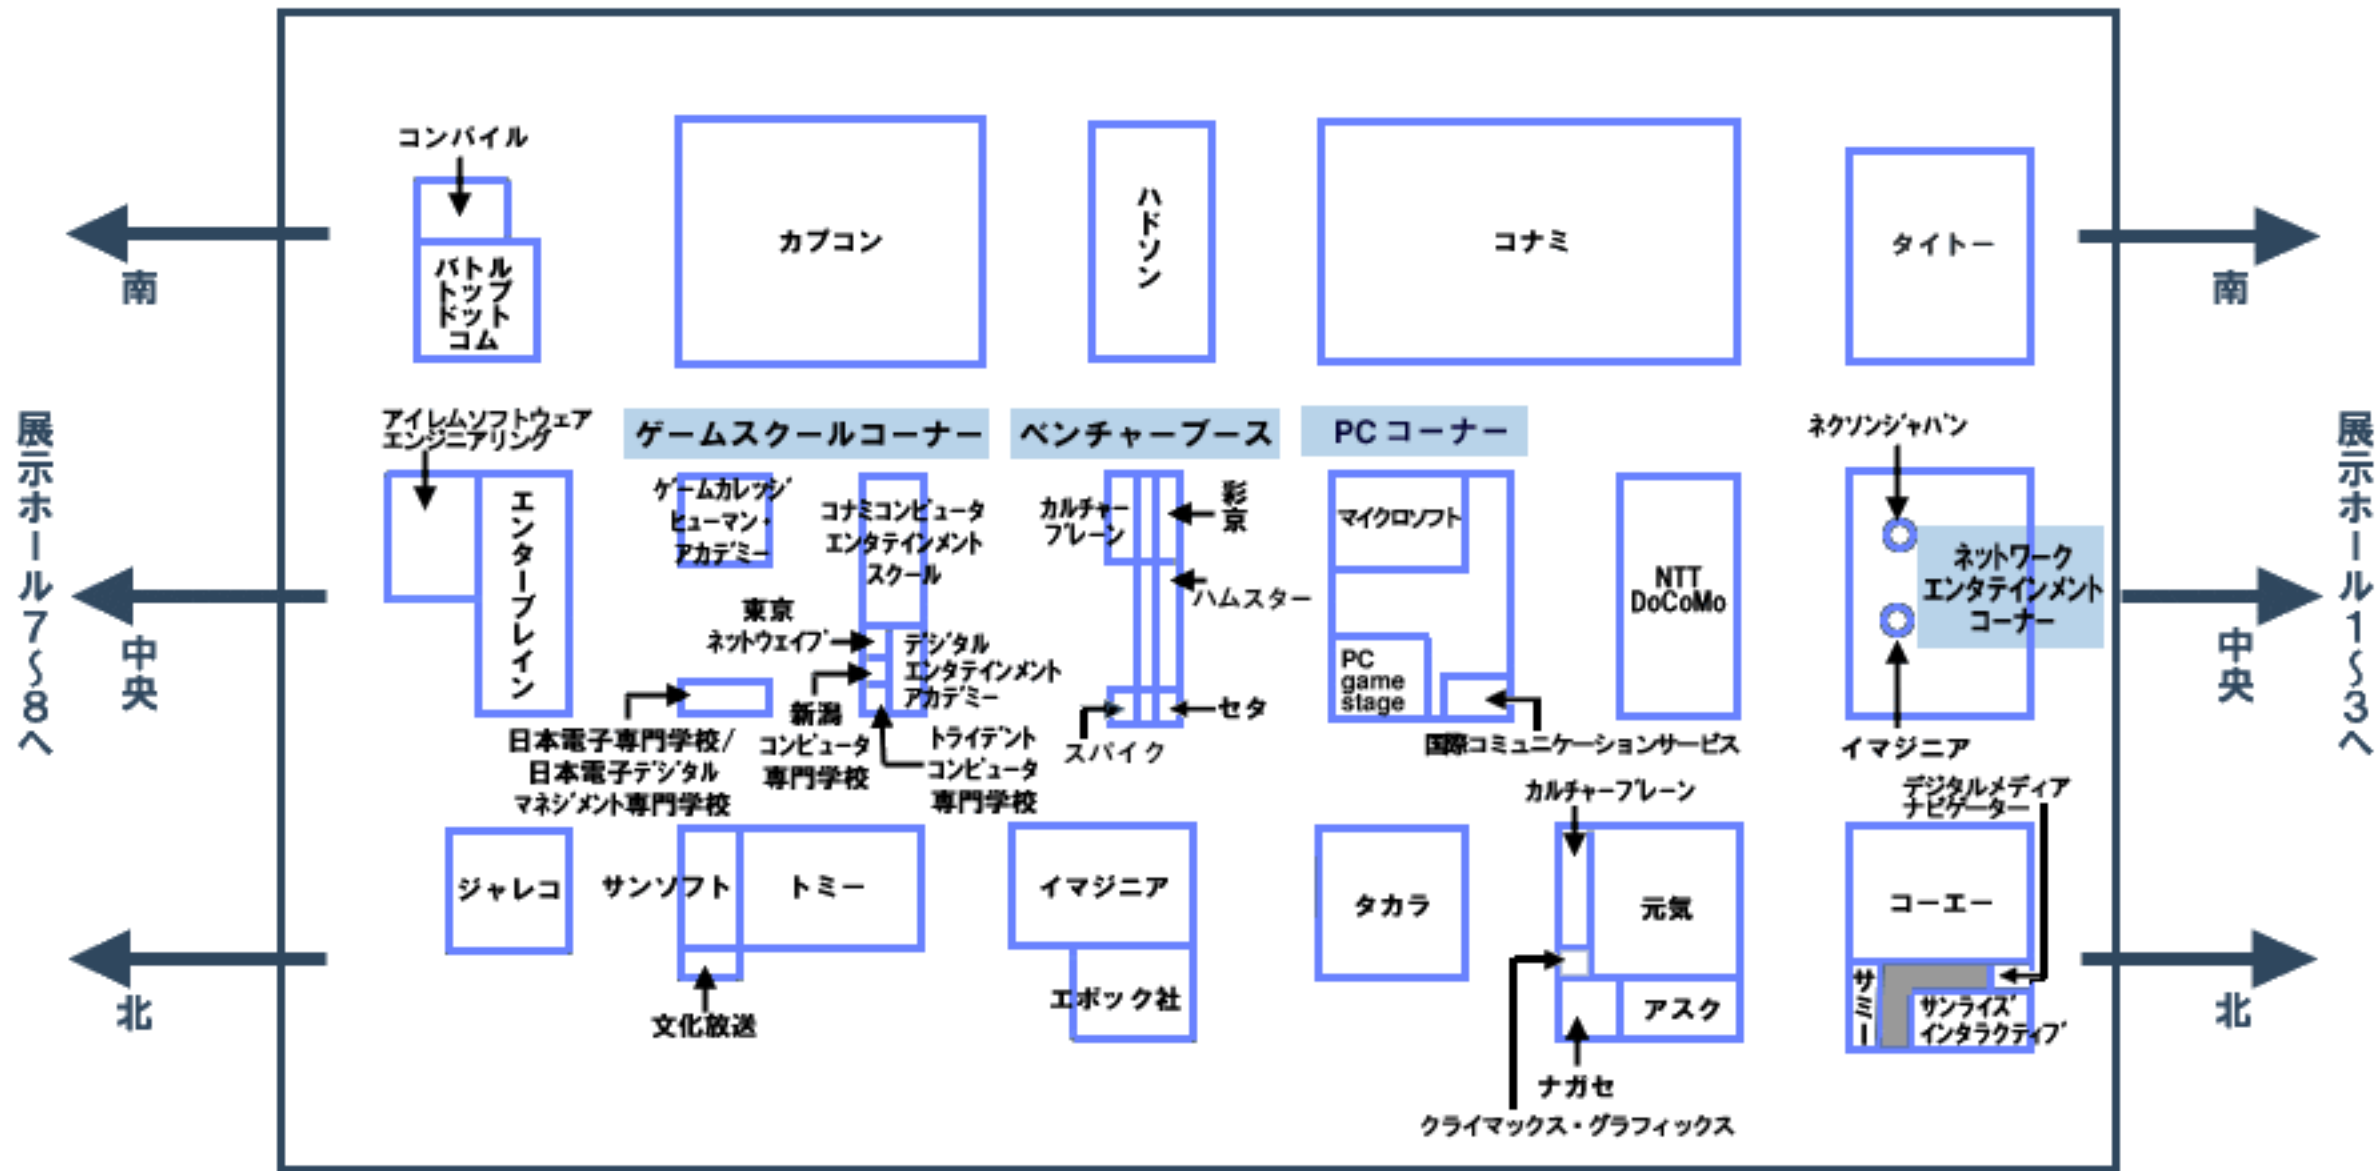 コンパイル
バトル
トップ
ドット
コム
カプコン
ハドソン
コナミ
タイトー
南
南
展示ホール7～8へ
展示ホール1～3へ
アイレムソフトウェア
エンジニアリング
ゲームスクールコーナー
ベンチャーブース
PCコーナー
ネクソンジャパン
エンターブレイン
ゲームカレッジ
ヒューマン・
アカデミー
コナミコンピュータ
エンタテインメント
スクール
カルチャー
ブレーン
彩京
ハムスター
マイクロソフト
NTT
DoCoMo
ネットワーク
エンタテインメント
コーナー
中央
中央
東京
ネットウエイブ
デジタル
エンタテインメント
アカデミー
PC
game
stage
新潟
コンピュータ
専門学校
セタ
スパイク
日本電子専門学校/
日本電子デジタル
マネジメント専門学校
トライデント
コンピュータ
専門学校
国際コミュニケーションサービス
イマジニア
カルチャーブレーン
デジタルメディア
ナビゲーター
ジャレコ
サンソフト
トミー
イマジニア
タカラ
元気
コーエー
北
北
エポック社
アスク
サミー
サンライズ
インタラクティブ
文化放送
ナガセ
クライマックス・グラフィックス